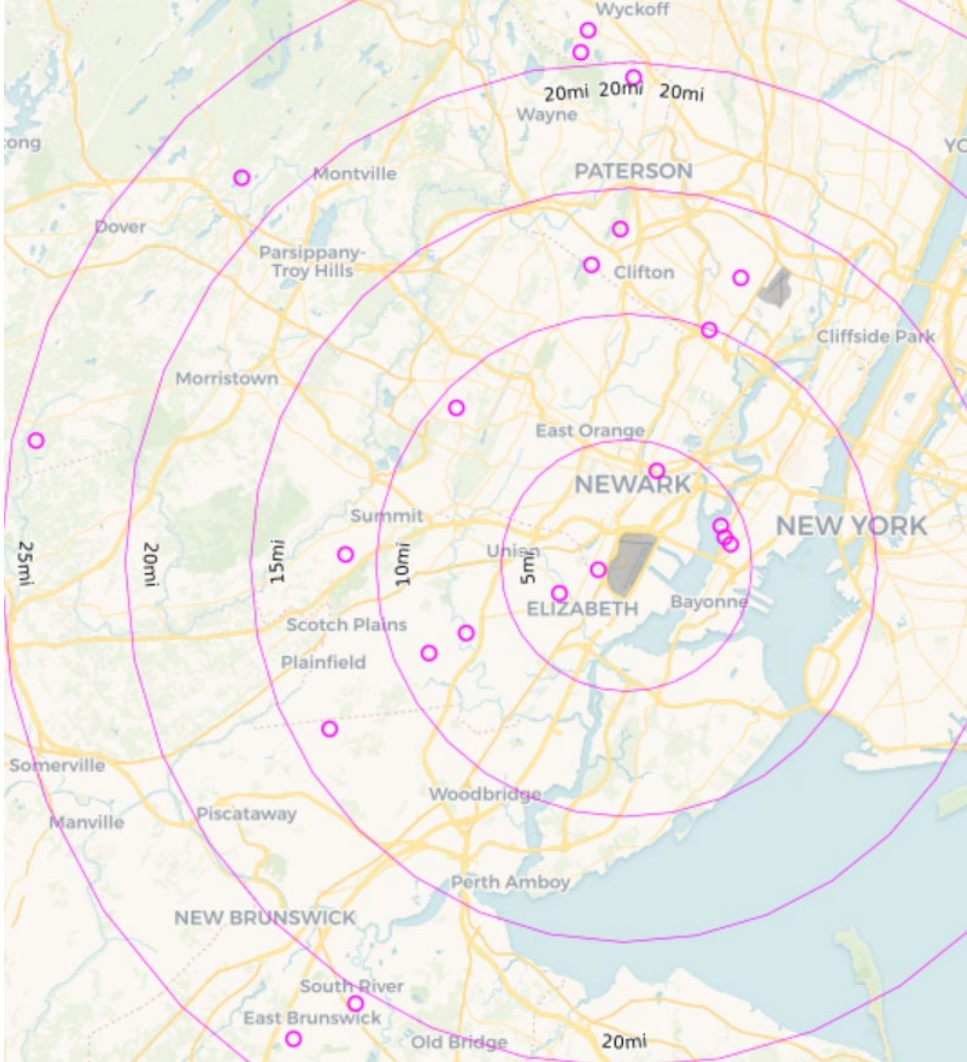 Wyckoff
20mi 20mi 20mi
Wayne
cong
YO
PATERSON
Montville
Dover
Parsippany-
Troy Hills
Clifton
Cliffside Park
Morristown
East Orange
NEWARK
Summit
NEW YORK
25mi
20mi
15mi
10mi
Union
5mi
ELIZABETH
Bayonne
Scotch Plains
Plainfield
Somerville
Woodbridge
Manville
Piscataway
Perth Amboy
NEW BRUNSWICK
South River
East Brunswick
Old Bridge
20mi